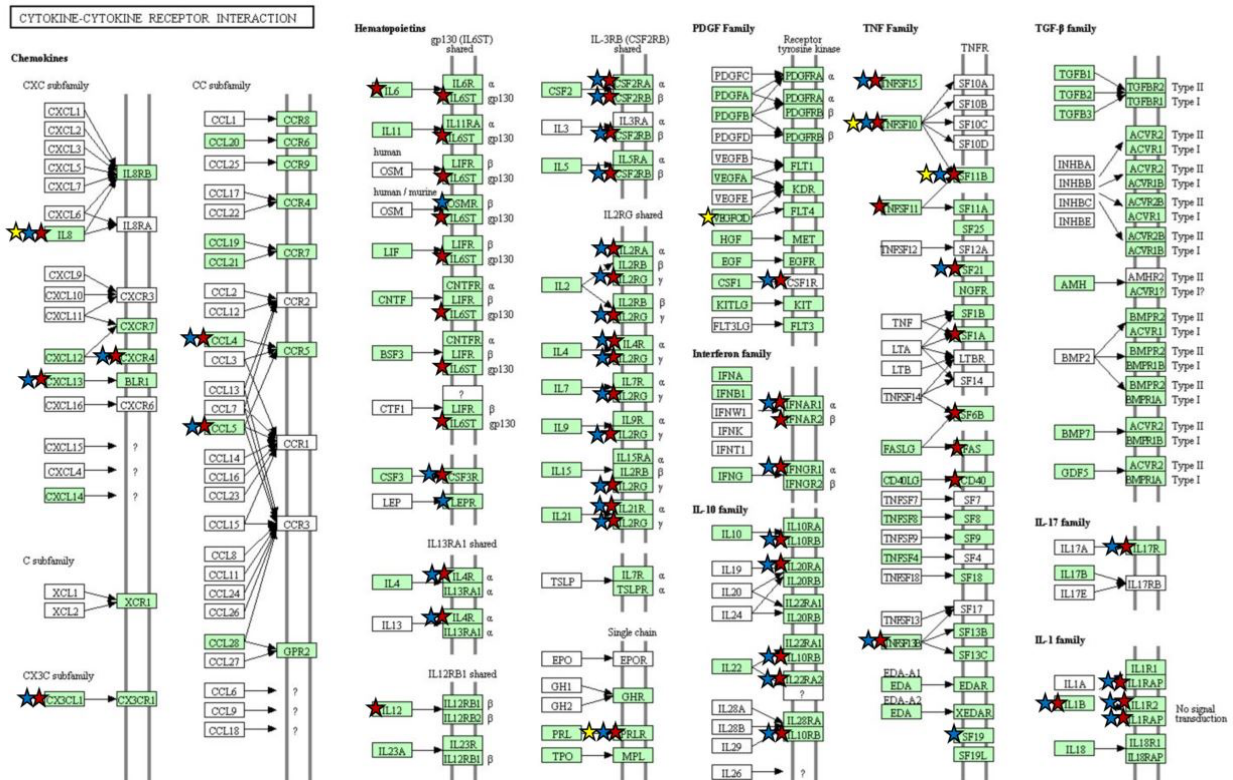 CYTOKINE-CYTOKINE RECEPTOR INTERACTION
Chemokines
CXC subfamily
CXCL1
CXCL2
CXCL3
CXCL5
CXCL7
IL8RB
CXCL6
IL8RA
IL8
CXCL9
CXCL10
CXCR3
CXCL11
CXCR7
CXCL12
CXCR4
CXCL13
BLR1
CXCL16
CXCR6
CXCL15
?
CXCL4
?
CXCL14
?
C subfamily
XCL1
XCL2
XCR1
CX3C subfamily
CX3CL1
CX3CR1
CC subfamily
CCL1
CCR8
CCL20
CCR6
CCL25
CCR9
CCL17
CCR4
CCL22
CCL19
CCR7
CCL21
CCL2
CCR2
CCL12
CCL4
CCR5
CCL3
CCL13
CCL7
CCL5
CCR1
CCL14
CCL16
CCL23
CCL15
CCR3
CCL8
CCL11
CCL24
CCL26
CCL28
GPR2
CCL27
CCL6
?
CCL9
?
CCL18
?
Hematopoietins
gp130 (IL6ST)
shared
IL6
IL6R α
IL6ST gp130
IL11
IL11RA α
IL6ST gp130
human
OSM
LIFR β
IL6ST gp130
human / murine
OSM
OSMR β
IL6ST gp130
LIF
LIFR β
IL6ST gp130
CNTF
CNTFR α
LIFR β
IL6ST gp130
BSF3
CNTFR α
LIFR β
IL6ST gp130
CTF1
?
LIFR β
IL6ST gp130
CSF3
CSF3R
LEP
LEPR
IL13RA1 shared
IL4
IL4R α
IL13RA1 α
IL13
IL4R α
IL13RA1 α
IL12RB1 shared
IL12
IL12RB1 β
IL12RB2 β
IL23A
IL23R
IL12RB1 β
IL-3RB (CSF2RB)
shared
CSF2
CSF2RA α
CSF2RB β
IL3
IL3RA α
CSF2RB β
IL5
IL5RA α
CSF2RB β
IL2RG shared
IL2
IL2RA α
IL2RB β
IL2RG γ
IL2RB β
IL2RG γ
IL4
IL4R α
IL2RG γ
IL7
IL7R α
IL2RG γ
IL9
IL9R α
IL2RG γ
IL15
IL15RA α
IL2RB β
IL2RG γ
IL21
IL21R α
IL2RG γ
TSLP
IL7R α
TSLPR α
Single chain
EPO
EPOR
GH1
GH2
GHR
PRL
PRLR
TPO
MPL
PDGF Family
Receptor
tyrosine kinase
PDGFC
PDGFRA
PDGFA
PDGFRA α
PDGFB
PDGFRB β
PDGFD
PDGFRB β
VEGFB
FLT1
VEGFA
KDR
VEGFE
FLT4
HGF
MET
EGF
EGFR
CSF1
CSF1R
KITLG
KIT
FLT3LG
FLT3
Interferon family
IFNA
IFNB1
IFNW1
IFNAR1 α
IFNAR2 β
IFNK
IFNT1
IFNG
IFNGR1 α
IFNGR2 β
IL-10 family
IL10
IL10RA
IL10RB
IL19
IL20RA
IL20RB
IL20
IL24
IL22RA1
IL20RB
IL22
IL22RA1
IL10RB
IL22RA2
?
IL28A
IL28B
IL29
IL28RA
IL10RB
IL26
?
TNF Family
TNFR
TNFSF15
SF10A
SF10B
TNFSF10
SF10C
SF10D
SF11B
TNFSF11
SF11A
SF25
TNFSF12
SF12A
SF21
NGFR
TNF
SF1B
SF1A
LTA
LTBR
LTB
SF14
TNFSF14
SF6B
FASLG
FAS
CD40LG
CD40
TNFSF7
SF7
TNFSF8
SF8
TNFSF9
SF9
TNFSF4
SF4
TNFSF18
SF18
TNFSF13
SF17
SF13B
TNFSF13B
SF13C
EDA-A1
EDA
EDAR
EDA-A2
EDA
XEDAR
SF19
SF19L
TGF-β family
TGFB1
TGFB2
TGFB3
TGFBR2 Type II
TGFBR1 Type I
INHBA
INHBB
INHBC
INHBE
ACVR2 Type II
ACVR1 Type I
ACVR2 Type II
ACVR1B Type I
ACVR2B Type II
ACVR1 Type I
ACVR2B Type II
ACVR1B Type I
AMH
AMHR2 Type II
ACVR1? Type I?
BMP2
BMPR2 Type II
ACVR1 Type I
BMPR2 Type II
BMPR1B Type I
BMPR2 Type II
BMPR1A Type I
BMP7
ACVR2 Type II
BMPR1B Type I
GDF5
ACVR2 Type II
BMPR1A Type I
IL-17 family
IL17A
IL17R
IL17B
IL17RB
IL17E
IL-1 family
IL1A
IL1R1
IL1RAP
IL1B
IL1R2
IL1RAP
No signal
transduction
IL18
IL18R1
IL18RAP